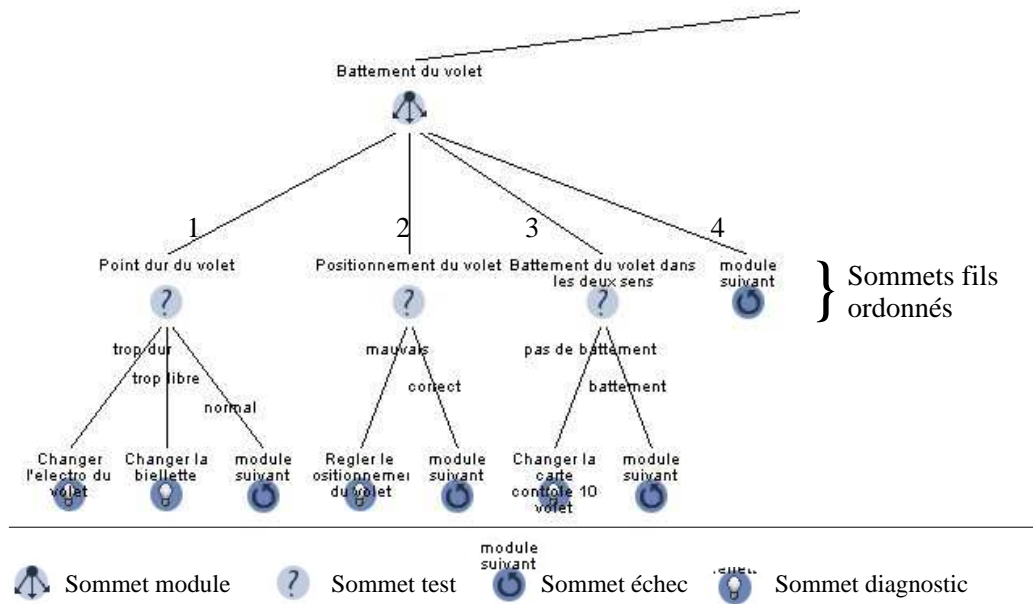 Battement du volet
1
2
3
4
Point dur du volet
Positionnement du volet
Battement du volet dans
les deux sens
module
suivant
} Sommets fils
ordonnés
trop dur
trop libre
normal
mauvais
correct
pas de battement
battement
Changer
l'electro du
volet
Changer la
biellette
module
suivant
Regler le
ositionnemer
du volet
module
suivant
Changer la
carte
controle 10
volet
module
suivant
Sommet module
? Sommet test
module
suivant
Sommet échec
Sommet diagnostic